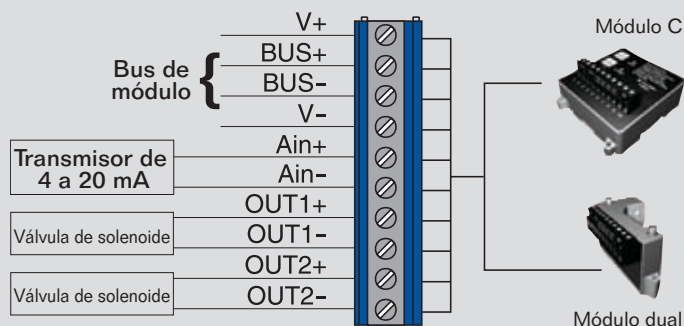 V+
Módulo C
BUS+
Bus de
módulo
BUS-
V-
Ain+
Transmisor de
4 a 20 mA
Ain-
OUT1+
Válvula de solenoide
OUT1-
OUT2+
Válvula de solenoide
OUT2-
Módulo dual